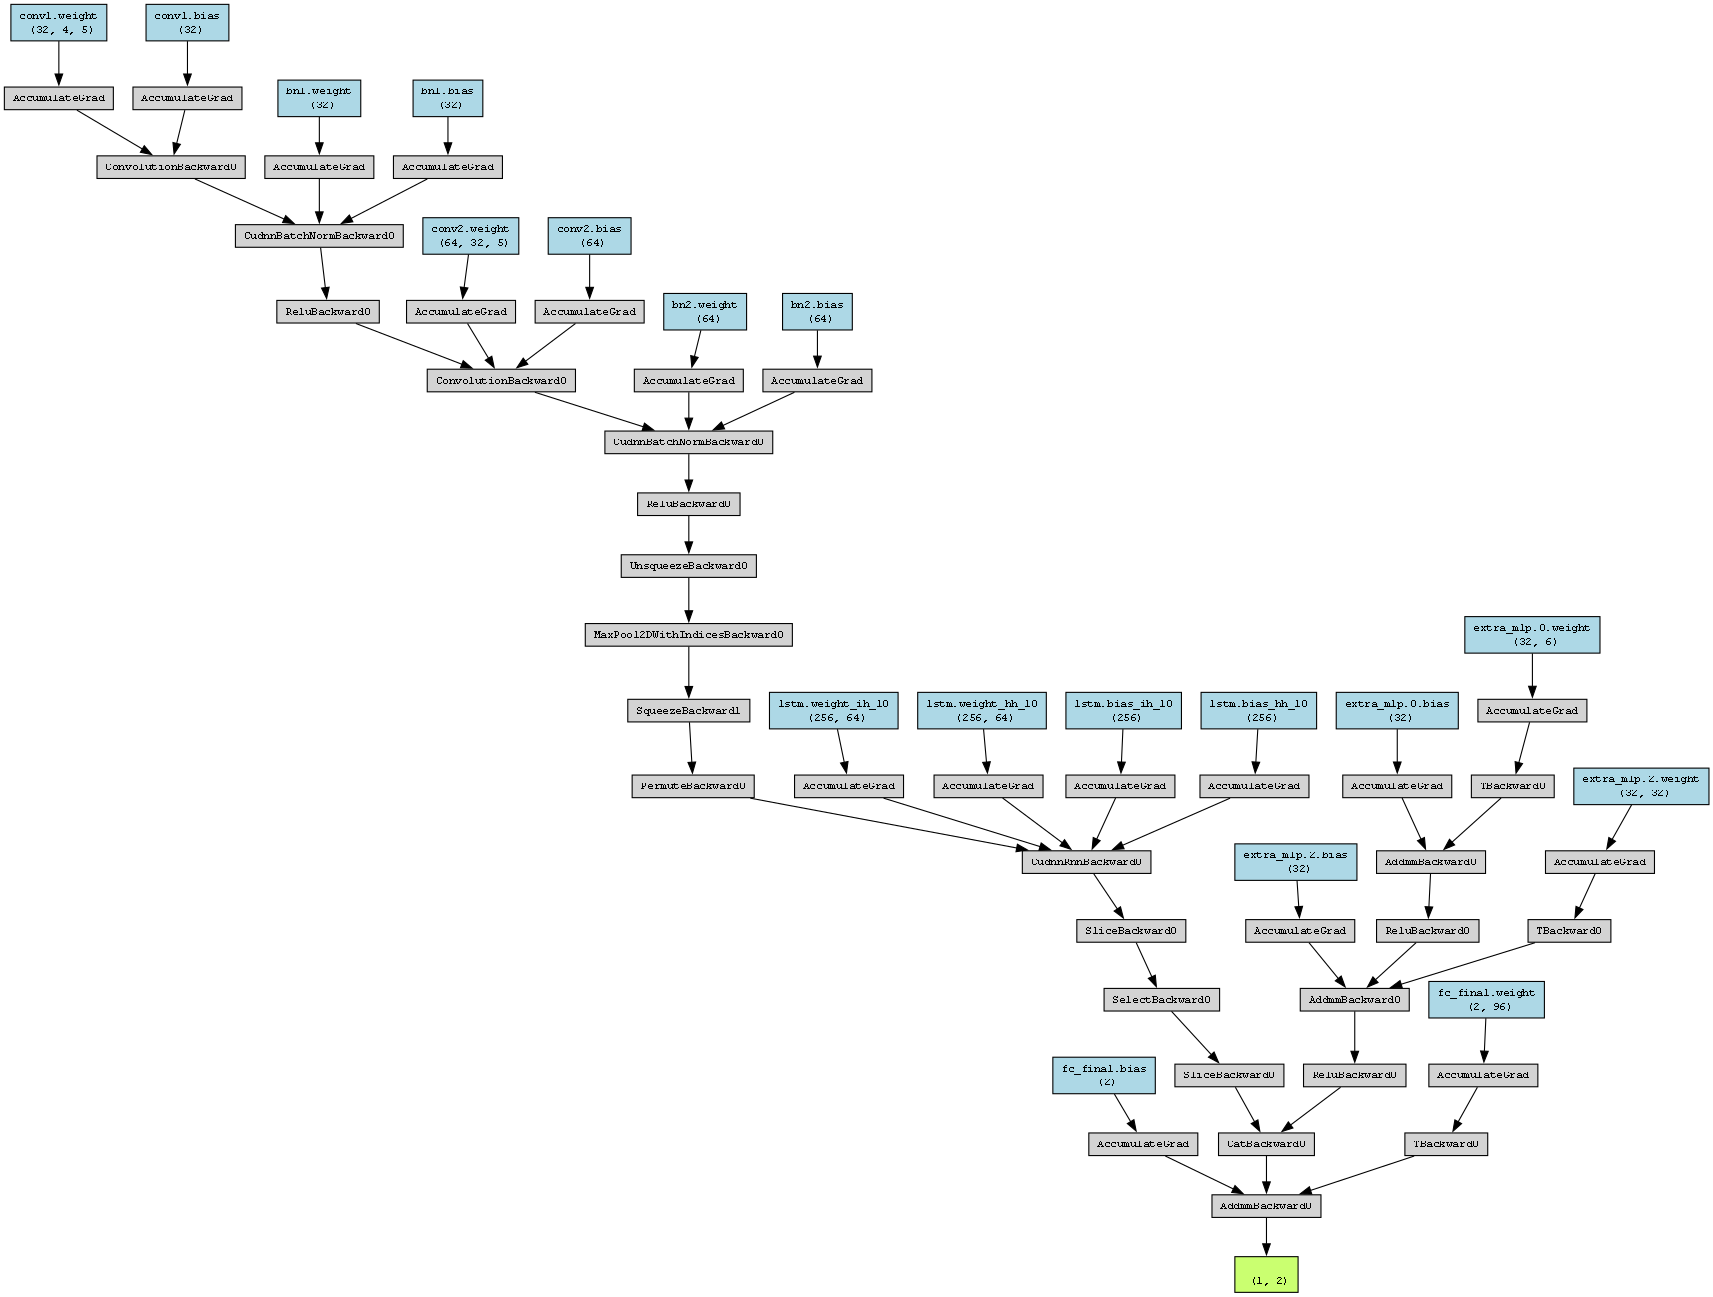 conv1.weight
(32, 4, 5)
conv1.bias
(32)
AccumulateGrad
AccumulateGrad
bn1.weight
(32)
bn1.bias
(32)
ConvolutionBackward0
AccumulateGrad
AccumulateGrad
CudnnBatchNormBackward0
conv2.weight
(64, 32, 5)
conv2.bias
(64)
ReluBackward0
AccumulateGrad
AccumulateGrad
bn2.weight
(64)
bn2.bias
(64)
ConvolutionBackward0
AccumulateGrad
AccumulateGrad
CudnnBatchNormBackward0
ReluBackward0
UnsqueezeBackward0
MaxPool2DWithIndicesBackward0
extra_mlp.0.weight
(32, 6)
SqueezeBackward1
lstm.weight_ih_l0
(256, 64)
lstm.weight_hh_l0
(256, 64)
lstm.bias_ih_l0
(256)
lstm.bias_hh_l0
(256)
extra_mlp.0.bias
(32)
AccumulateGrad
PermuteBackward0
AccumulateGrad
AccumulateGrad
AccumulateGrad
AccumulateGrad
AccumulateGrad
TBackward0
extra_mlp.2.weight
(32, 32)
CudnnRnnBackward0
extra_mlp.2.bias
(32)
AddmmBackward0
AccumulateGrad
SliceBackward0
AccumulateGrad
ReluBackward0
TBackward0
SelectBackward0
AddmmBackward0
fc_final.weight
(2, 96)
fc_final.bias
(2)
SliceBackward0
ReluBackward0
AccumulateGrad
AccumulateGrad
CatBackward0
TBackward0
AddmmBackward0
(1, 2)